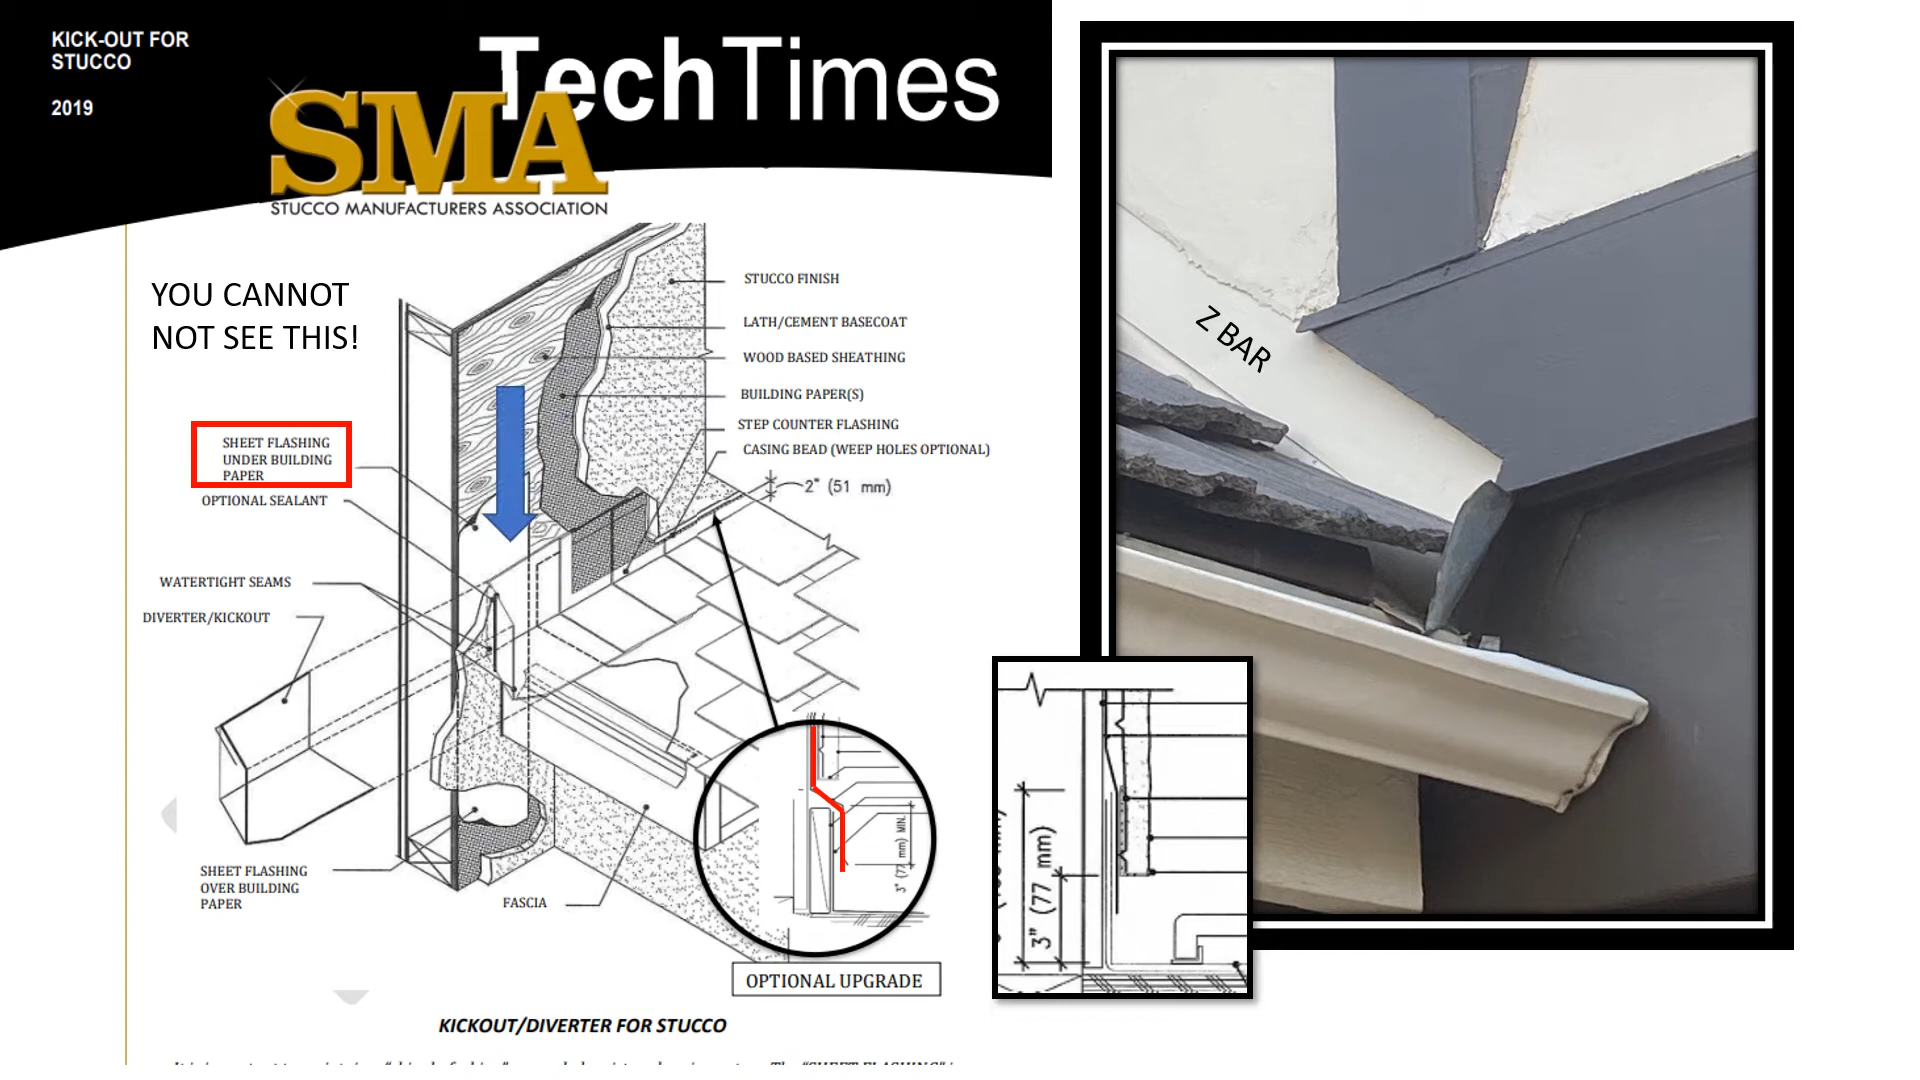 KICK-OUT FOR
STUCCO
2019
TechTimes
SMA
STUCCO MANUFACTURERS ASSOCIATION
YOU CANNOT
NOT SEE THIS!
STUCCO FINISH
LATH/CEMENT BASECOAT
WOOD BASED SHEATHING
BUILDING PAPER(S)
STEP COUNTER FLASHING
CASING BEAD (WEEP HOLES OPTIONAL)
2" (51 mm)
SHEET FLASHING
UNDER BUILDING
PAPER
OPTIONAL SEALANT
WATERTIGHT SEAMS
DIVERTER/KICKOUT
SHEET FLASHING
OVER BUILDING
PAPER
FASCIA
3" (77 mm) MIN.
OPTIONAL UPGRADE
KICKOUT/DIVERTER FOR STUCCO
Z BAR
3" (77 mm)